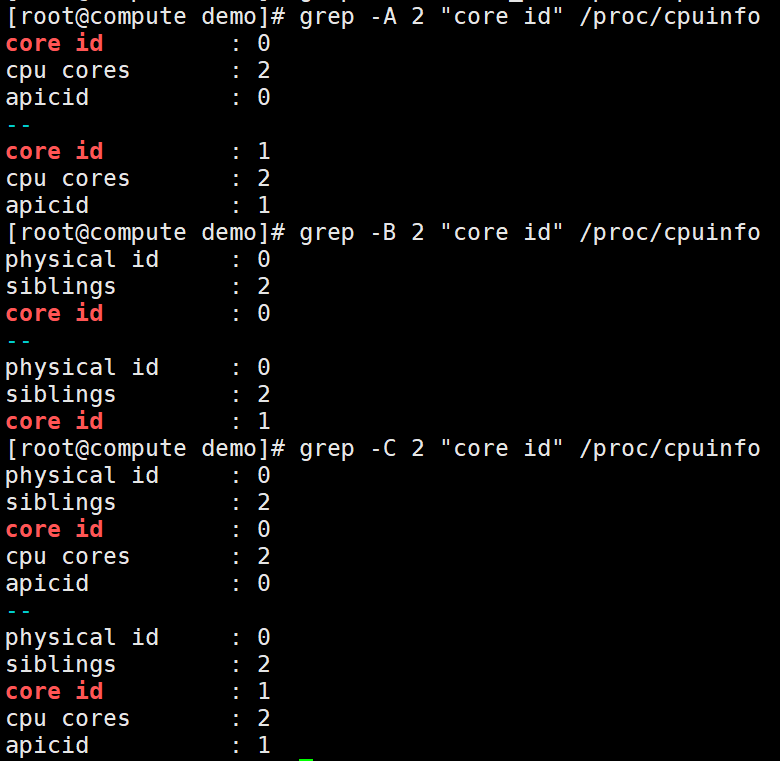 [root@compute demo]# grep -A 2 "core id" /proc/cpuinfo
core id         : 0
cpu cores       : 2
apicid          : 0
--
core id         : 1
cpu cores       : 2
apicid          : 1
[root@compute demo]# grep -B 2 "core id" /proc/cpuinfo
physical id     : 0
siblings        : 2
core id         : 0
--
physical id     : 0
siblings        : 2
core id         : 1
[root@compute demo]# grep -C 2 "core id" /proc/cpuinfo
physical id     : 0
siblings        : 2
core id         : 0
cpu cores       : 2
apicid          : 0
--
physical id     : 0
siblings        : 2
core id         : 1
cpu cores       : 2
apicid          : 1